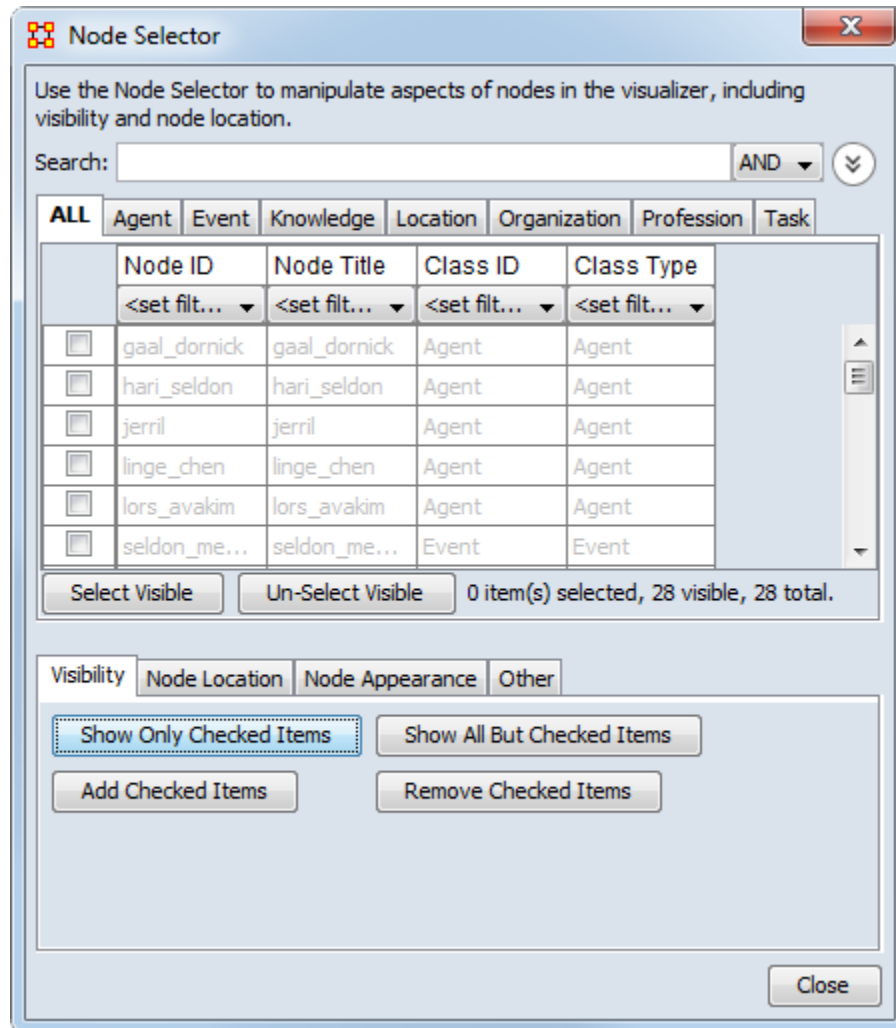 Node Selector
Use the Node Selector to manipulate aspects of nodes in the visualizer, including
visibility and node location.
Search: AND
ALL Agent Event Knowledge Location Organization Profession Task
Node ID Node Title Class ID Class Type
<set filt... <set filt... <set filt... <set filt...
gaal_dornick gaal_dornick Agent Agent
hari_seldon hari_seldon Agent Agent
jerril jerril Agent Agent
linge_chen linge_chen Agent Agent
lors_avakim lors_avakim Agent Agent
seldon_me... seldon_me... Event Event
Select Visible Un-Select Visible 0 item(s) selected, 28 visible, 28 total.
Visibility Node Location Node Appearance Other
Show Only Checked Items Show All But Checked Items
Add Checked Items Remove Checked Items
Close